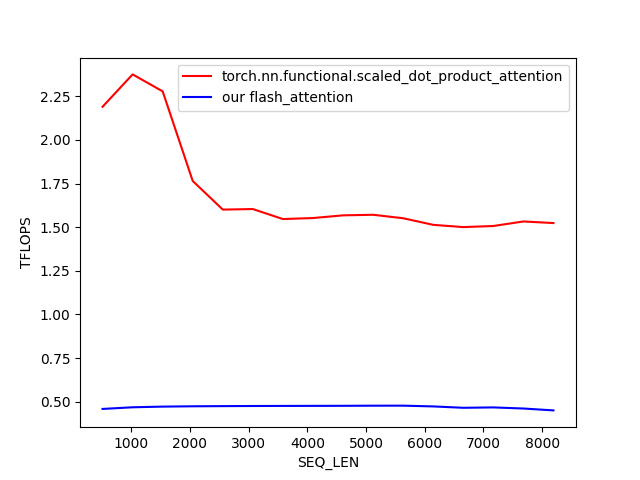 torch.nn.functional.scaled_dot_product_attention
our flash_attention
2.25
2.00
1.75
1.50
1.25
1.00
0.75
0.50
TFLOPS
1000 2000 3000 4000 5000 6000 7000 8000
SEQ_LEN